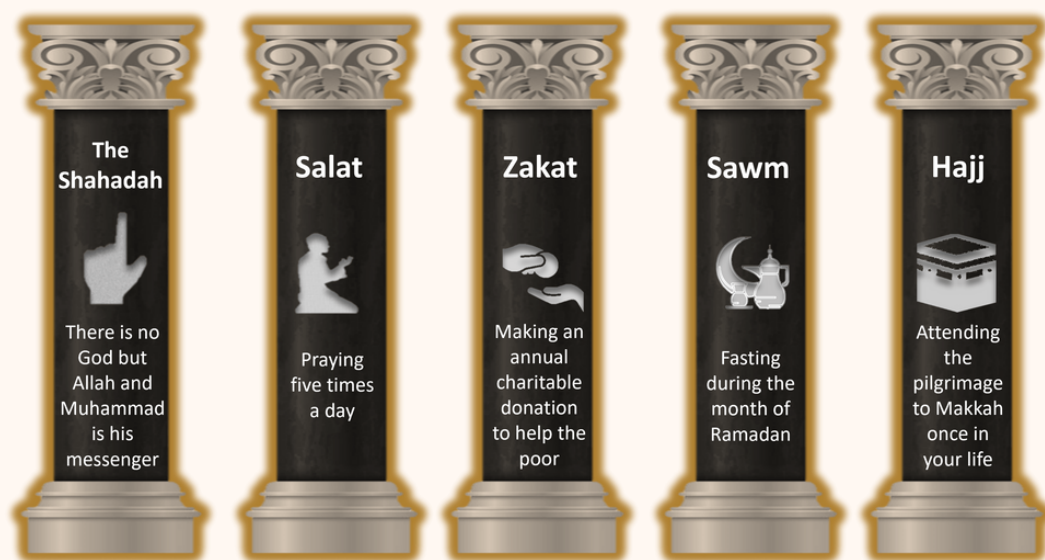 The
Shahadah
There is no
God but
Allah and
Muhammad
is his
messenger
Salat
Praying
five times
a day
Zakat
Making an
annual
charitable
donation
to help the
poor
Sawm
Fasting
during the
month of
Ramadan
Hajj
Attending
the
pilgrimage
to Makkah
once in
your life